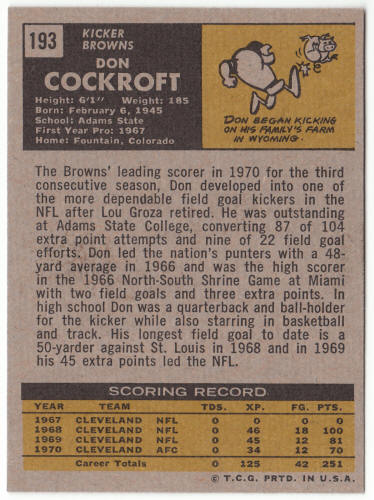 193
KICKER
BROWNS
DON
COCKROFT
Height: 6'1" Weight: 185
Born: February 6, 1945
School: Adams State
First Year Pro: 1967
Home: Fountain, Colorado
DON BEGAN KICKING
ON HIS FAMILY'S FARM
IN WYOMING.
The Browns' leading scorer in 1970 for the third
consecutive season, Don developed into one of
the more dependable field goal kickers in the
NFL after Lou Groza retired. He was outstanding
at Adams State College, converting 87 of 104
extra point attempts and nine of 22 field goal
efforts. Don led the nation's punters with a 48-
yard average in 1966 and was the high scorer
in the 1966 North-South Shrine Game at Miami
with two field goals and three extra points. In
high school Don was a quarterback and ball-holder
for the kicker while also starring in basketball
and track. His longest field goal to date is a
50-yarder against St. Louis in 1968 and in 1969
his 45 extra points led the NFL.
SCORING RECORD
YEAR TEAM TDS. XP. FG. PTS.
1967 CLEVELAND NFL 0 0 0 0
1968 CLEVELAND NFL 0 46 18 100
1969 CLEVELAND NFL 0 45 12 81
1970 CLEVELAND AFC 0 34 12 70
Career Totals 0 125 42 251
© T.C.G. PRTD. IN U.S.A.